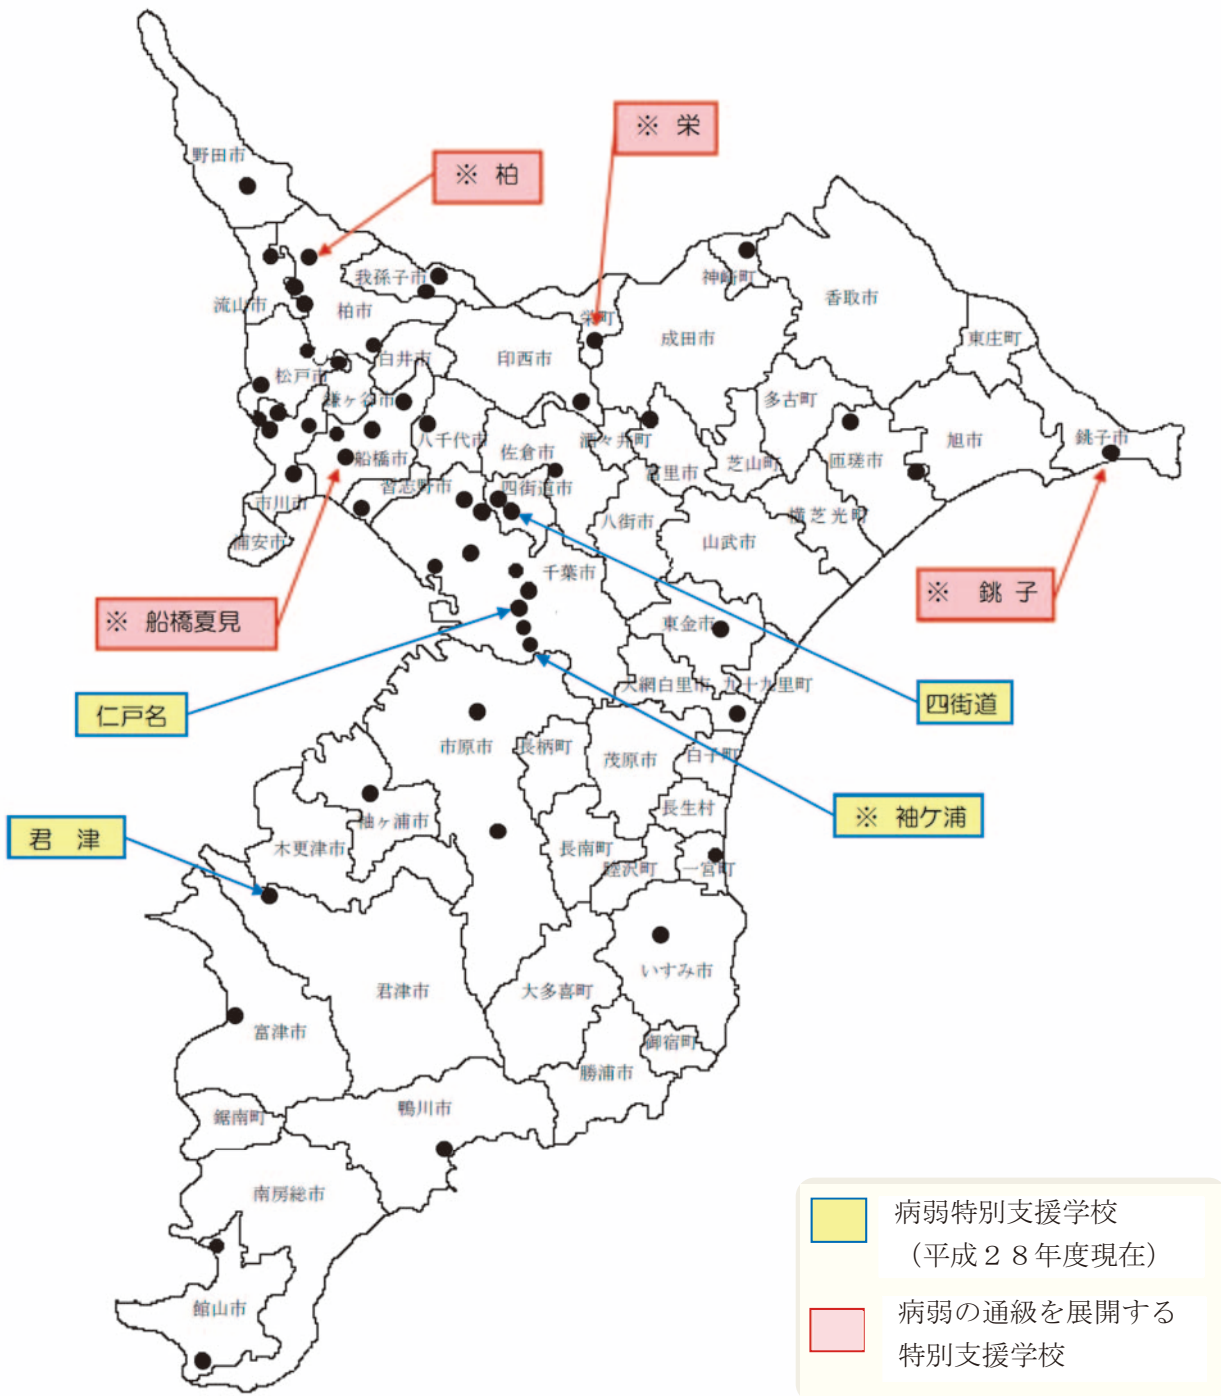 ※ 栄
野田市
※ 柏
我孫子市
神崎町
香取市
流山市
柏市
栄町
成田市
東庄町
印西市
白井市
松戸市
鎌ヶ谷市
多古町
八千代市
佐倉市
酒々井町
旭市
銚子市
船橋市
富里市
芝山町
匝瑳市
習志野市
四街道市
市川市
八街市
横芝光町
浦安市
山武市
千葉市
※ 銚 子
※ 船橋夏見
東金市
大網白里市
九十九里町
仁戸名
四街道
市原市
長柄町
茂原市
白子町
長生村
※ 袖ケ浦
袖ヶ浦市
君 津
木更津市
長南町
睦沢町
一宮町
いすみ市
君津市
大多喜町
富津市
御宿町
勝浦市
鋸南町
鴨川市
南房総市
病弱特別支援学校
（平成２８年度現在）
館山市
病弱の通級を展開する
特別支援学校